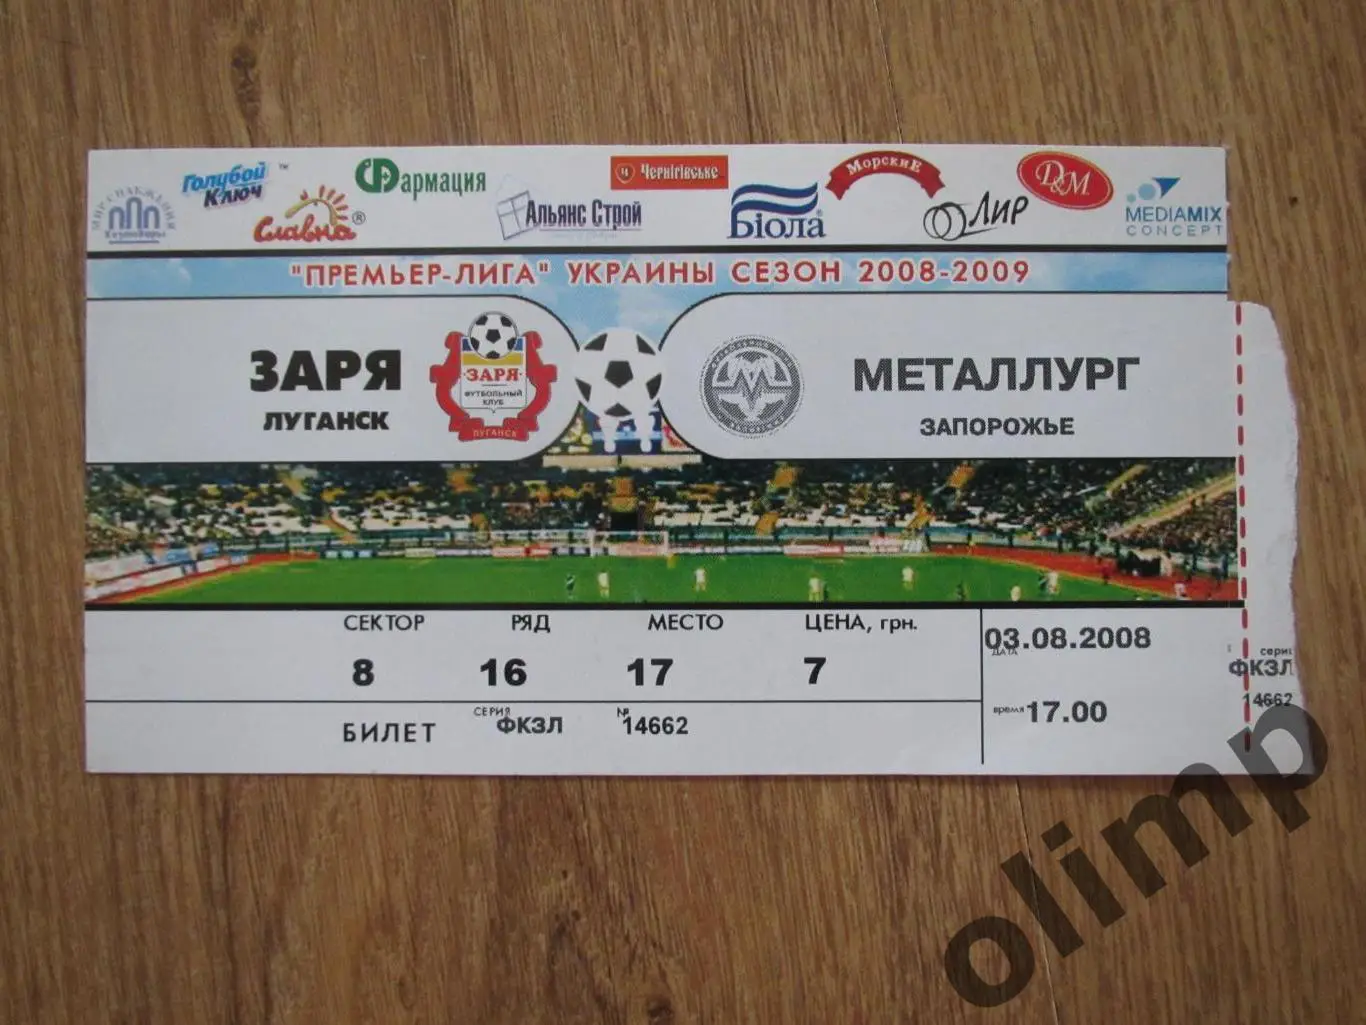 Голубой Ключ ™
Славна ®
Фармация
Альянс Строй
Чернігівське
Біола
Морские
Лир
D&M
MEDIAMIX
CONCEPT
"ПРЕМЬЕР-ЛИГА" УКРАИНЫ СЕЗОН 2008-2009
ЗАРЯ
ЛУГАНСК
ЗАРЯ
ФУТБОЛЬНЫЙ
КЛУБ
ЛУГАНСК
МЕТАЛЛУРГ
ЗАПОРОЖЬЕ
СЕКТОР РЯД МЕСТО ЦЕНА, грн.
8 16 17 7
03.08.2008
ДАТА
время 17.00
БИЛЕТ СЕРИЯ ФКЗЛ № 14662
серия
ФКЗЛ
14662
olimp